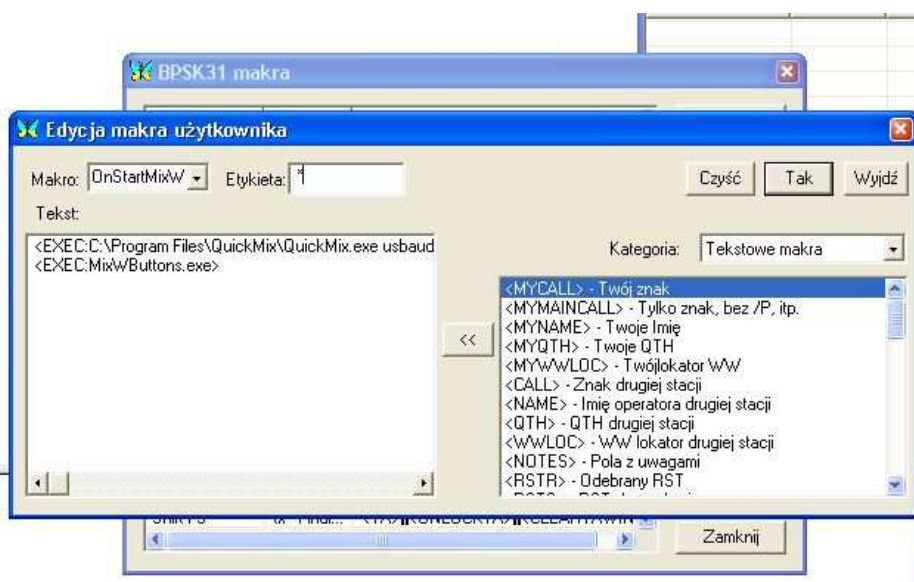 BPSK31 makra
Edycja makra użytkownika
Makro: OnStartMixW Etykieta: *
Czyść Tak Wyjdź
Tekst:
<EXEC:C:\Program Files\QuickMix\QuickMix.exe usbaud
<EXEC:MixWButtons.exe>
Kategoria: Tekstowe makra
<MYCALL> - Twój znak
<MYMAINCALL> - Tylko znak, bez /P, itp.
<MYNAME> - Twoje Imię
<MYQTH> - Twoje QTH
<MYWWLOC> - Twójlokator WW
<CALL> - Znak drugiej stacji
<NAME> - Imię operatora drugiej stacji
<QTH> - QTH drugiej stacji
<WWLOC> - WW lokator drugiej stacji
<NOTES> - Pola z uwagami
<RSTR> - Odebrany RST
<<
Zamknij